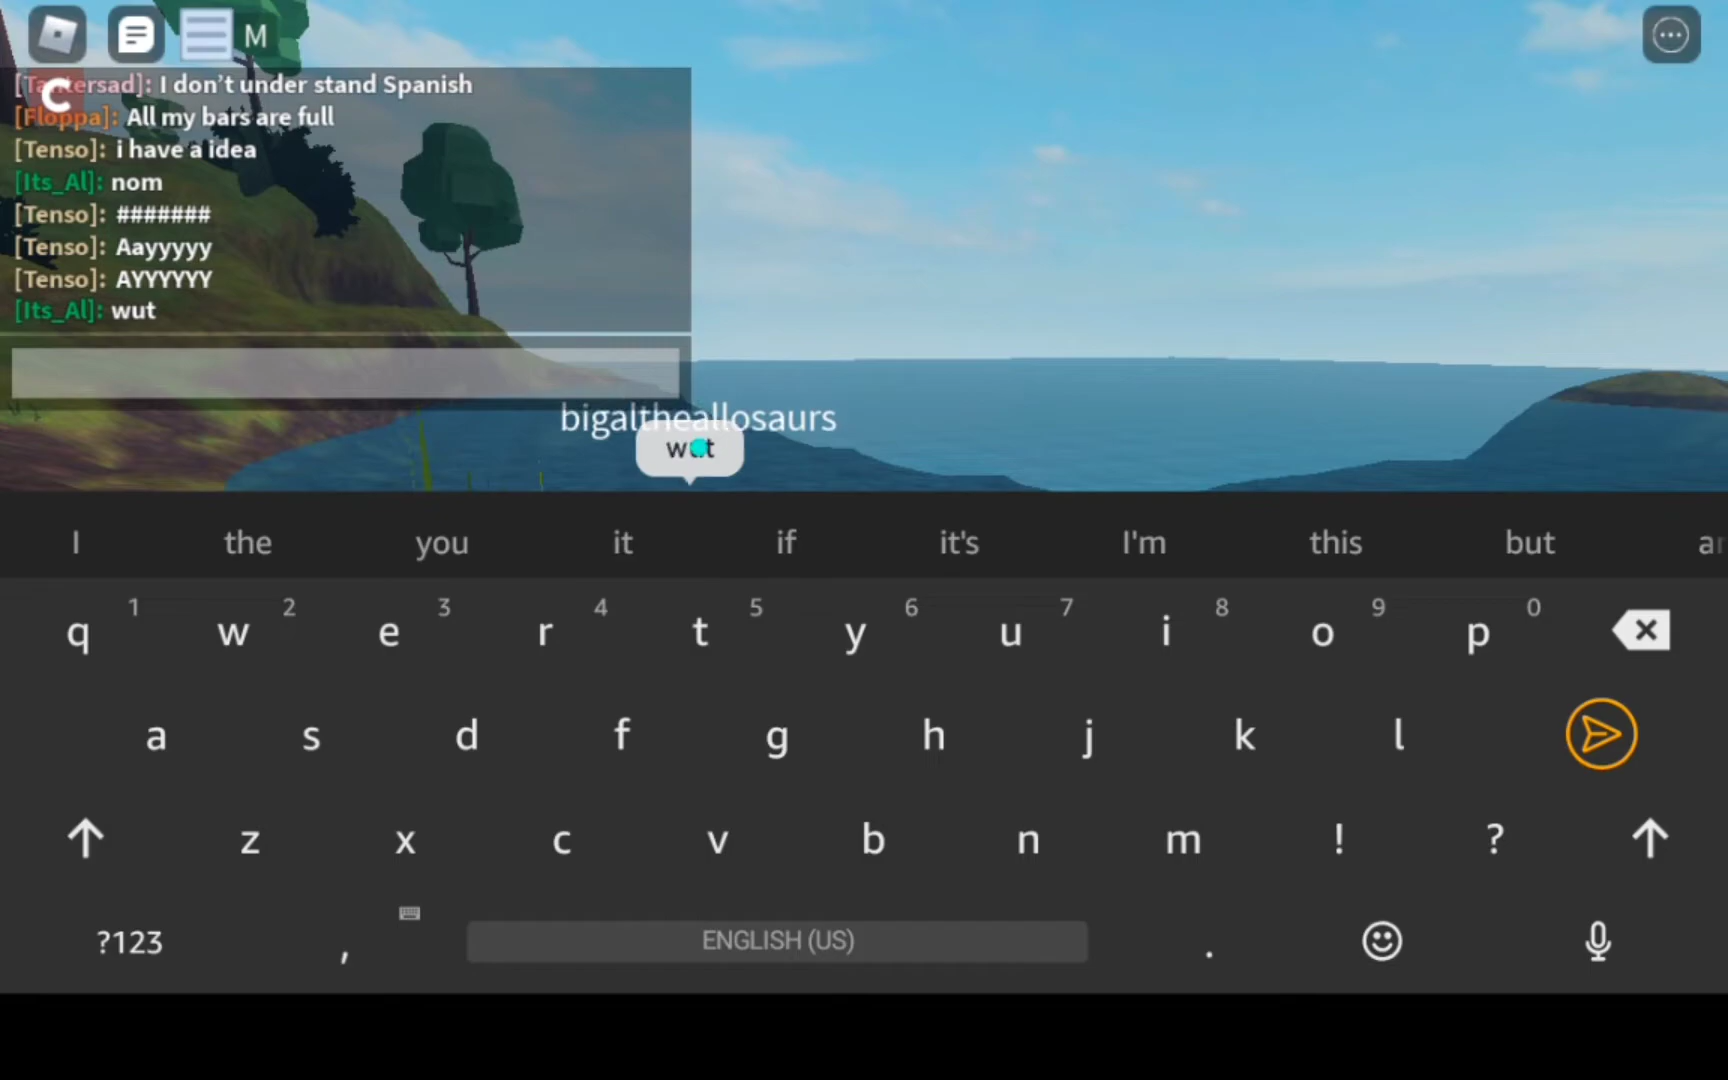 M
C
[Tankersad]: I don't under stand Spanish
[Floppa]: All my bars are full
[Tenso]: i have a idea
[Its_Al]: nom
[Tenso]: #######
[Tenso]: Aayyyyy
[Tenso]: AYYYYYY
[Its_Al]: wut
bigaltheallosaurs
wut
I the you it if it's I'm this but
1 2 3 4 5 6 7 8 9 0
q w e r t y u i o p
a s d f g h j k l
z x c v b n m ! ?
?123 , ENGLISH (US) .